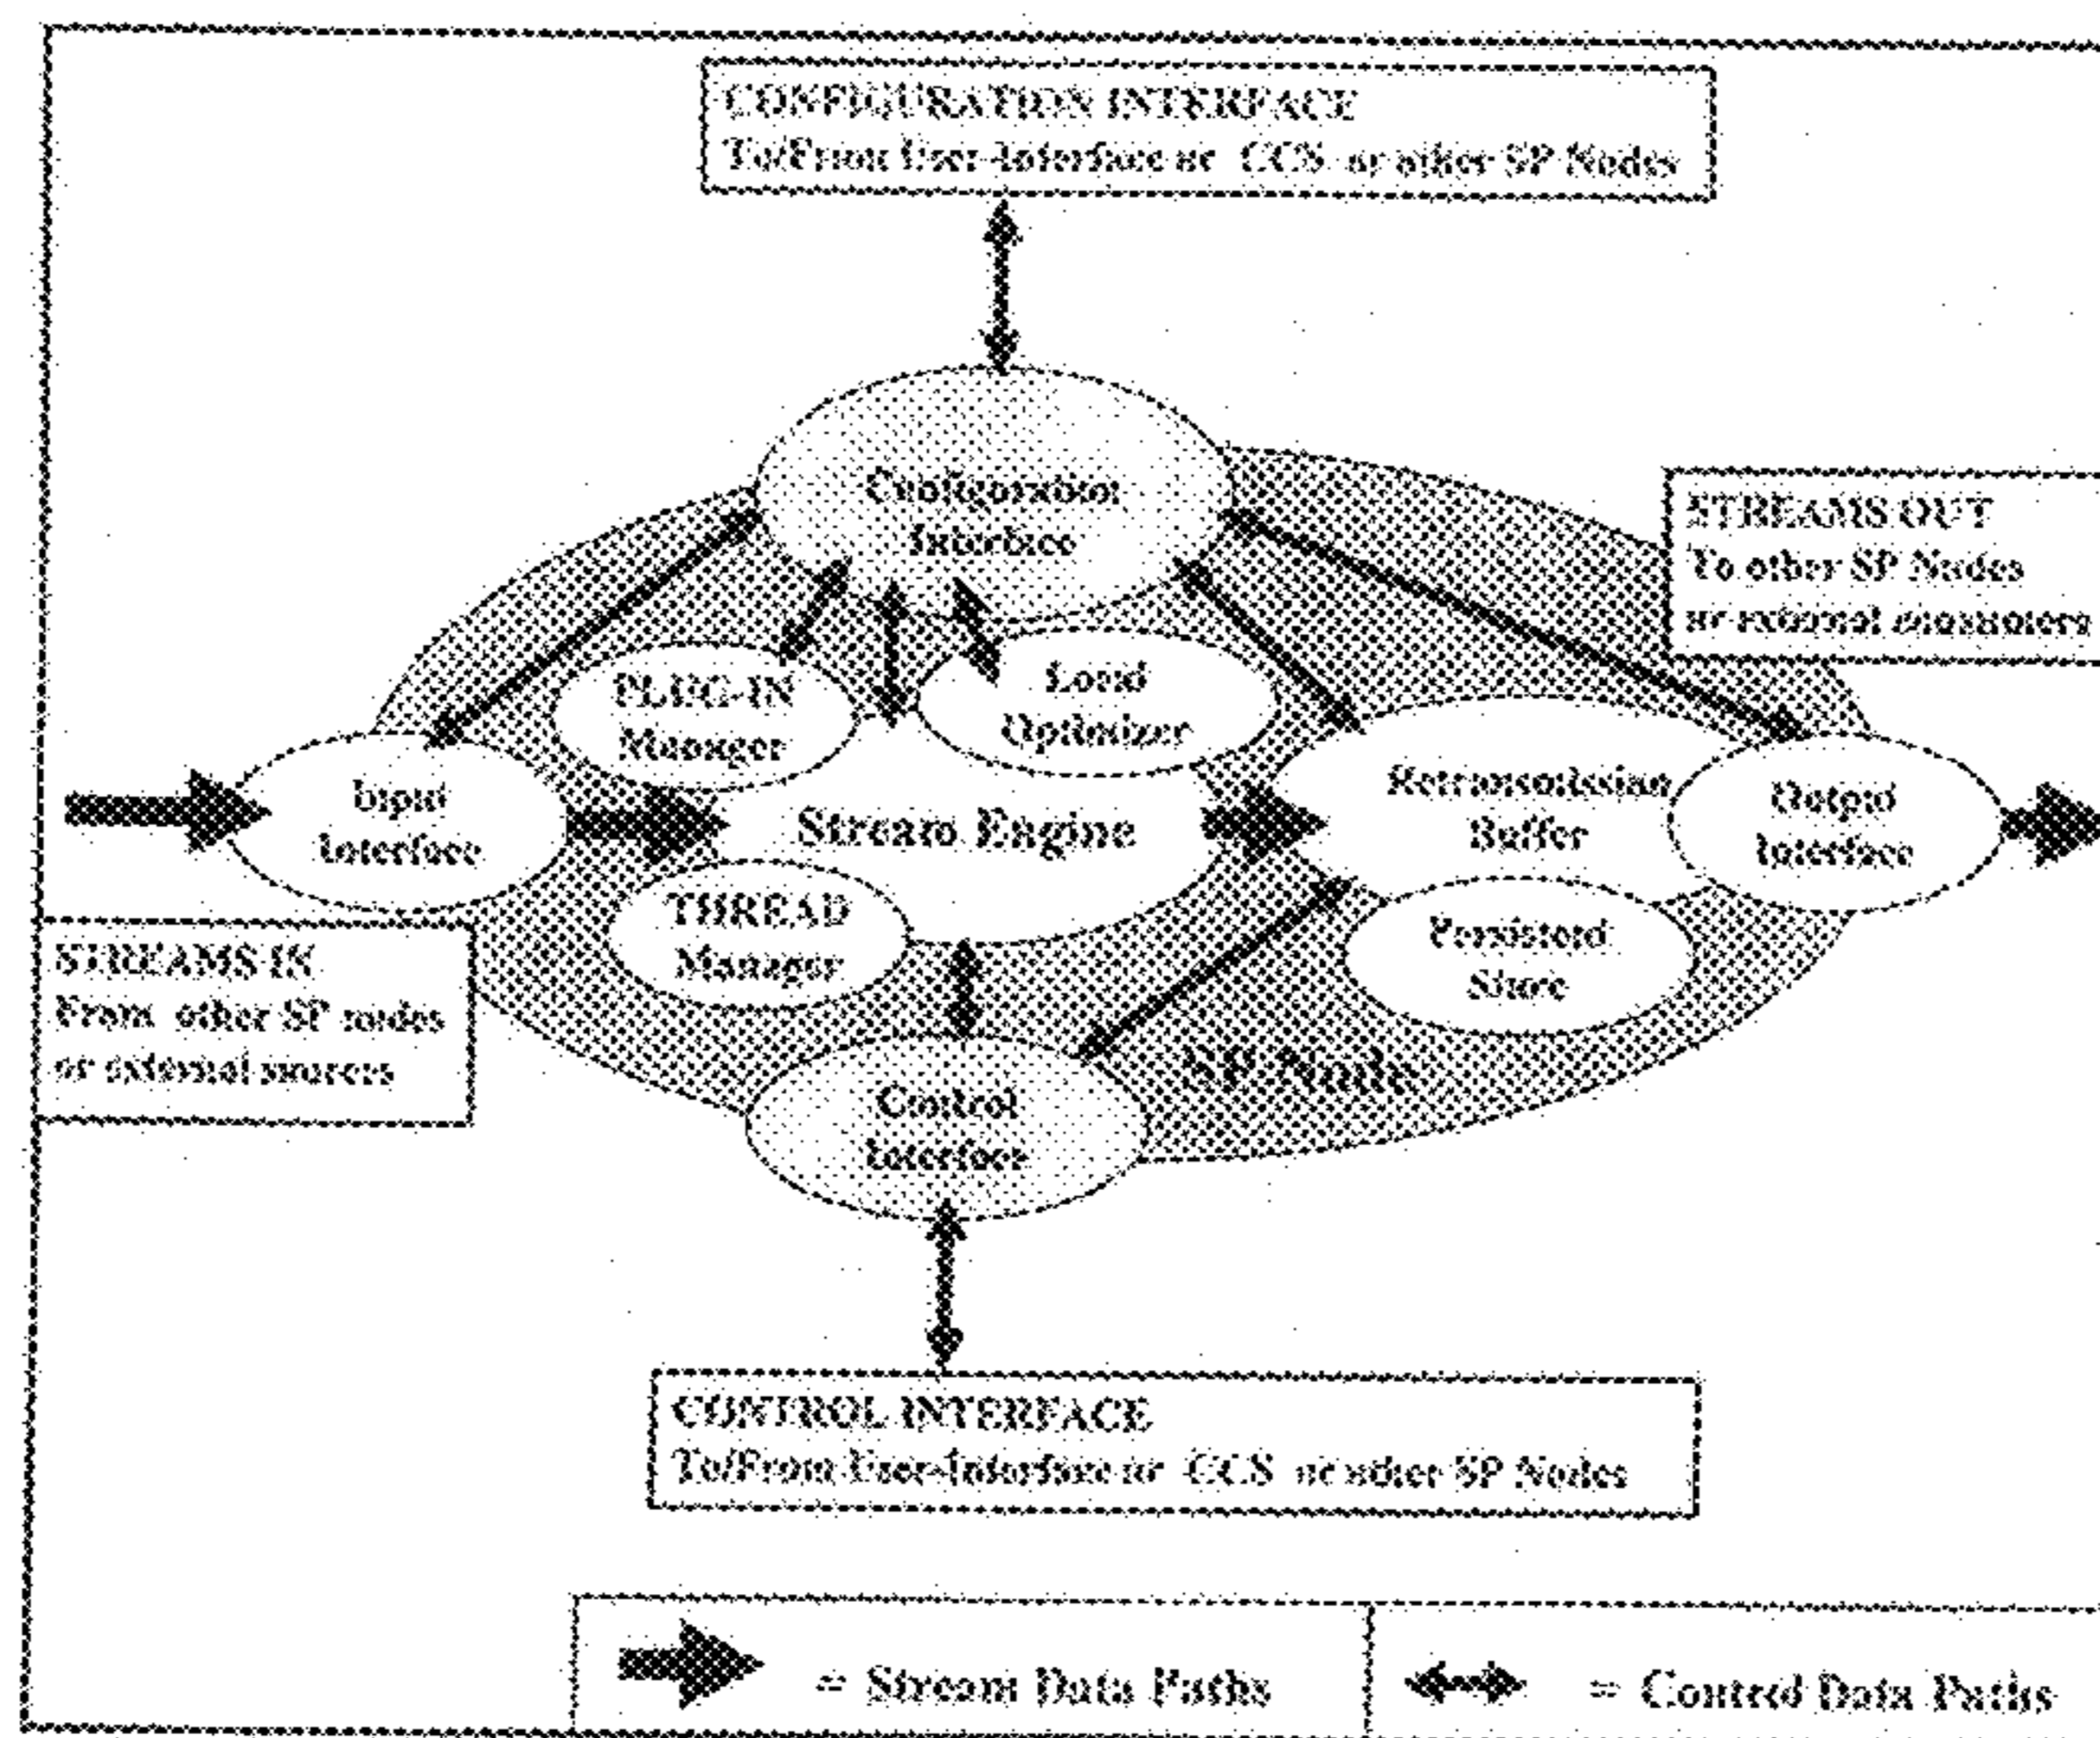 CONFIGURATION INTERFACE
To/From User-Interface or CCS or other SP Nodes
Configuration
Interface
STREAMS OUT
To other SP Nodes
or external consumers
PLUG-IN
Manager
Optimizer
Input
Interface
Stream Engine
Retransmission
Buffer
Output
Interface
THREAD
Manager
Persistent
Store
STREAMS IN
From other SP nodes
or external sources
SP Node
Control
Interface
CONTROL INTERFACE
To/From User-Interface or CCS or other SP Nodes
= Stream Data Paths
= Control Data Paths